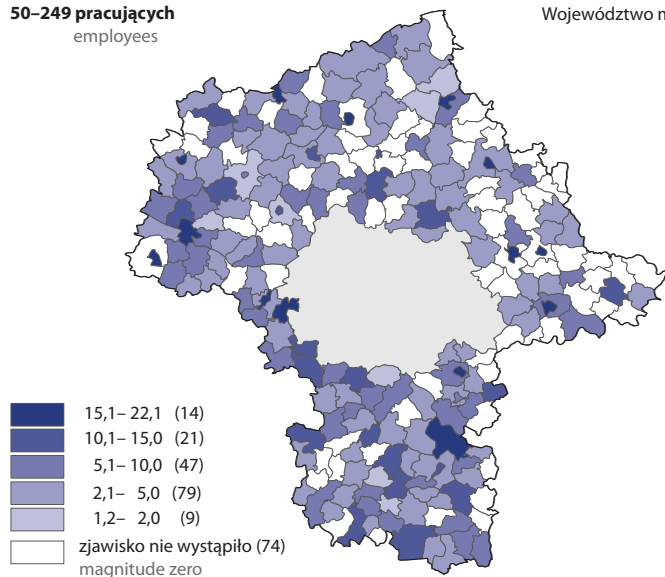 50–249 pracujących
employees
Województwo m
15,1– 22,1 (14)
10,1– 15,0 (21)
5,1– 10,0 (47)
2,1– 5,0 (79)
1,2– 2,0 (9)
zjawisko nie wystąpiło (74)
magnitude zero